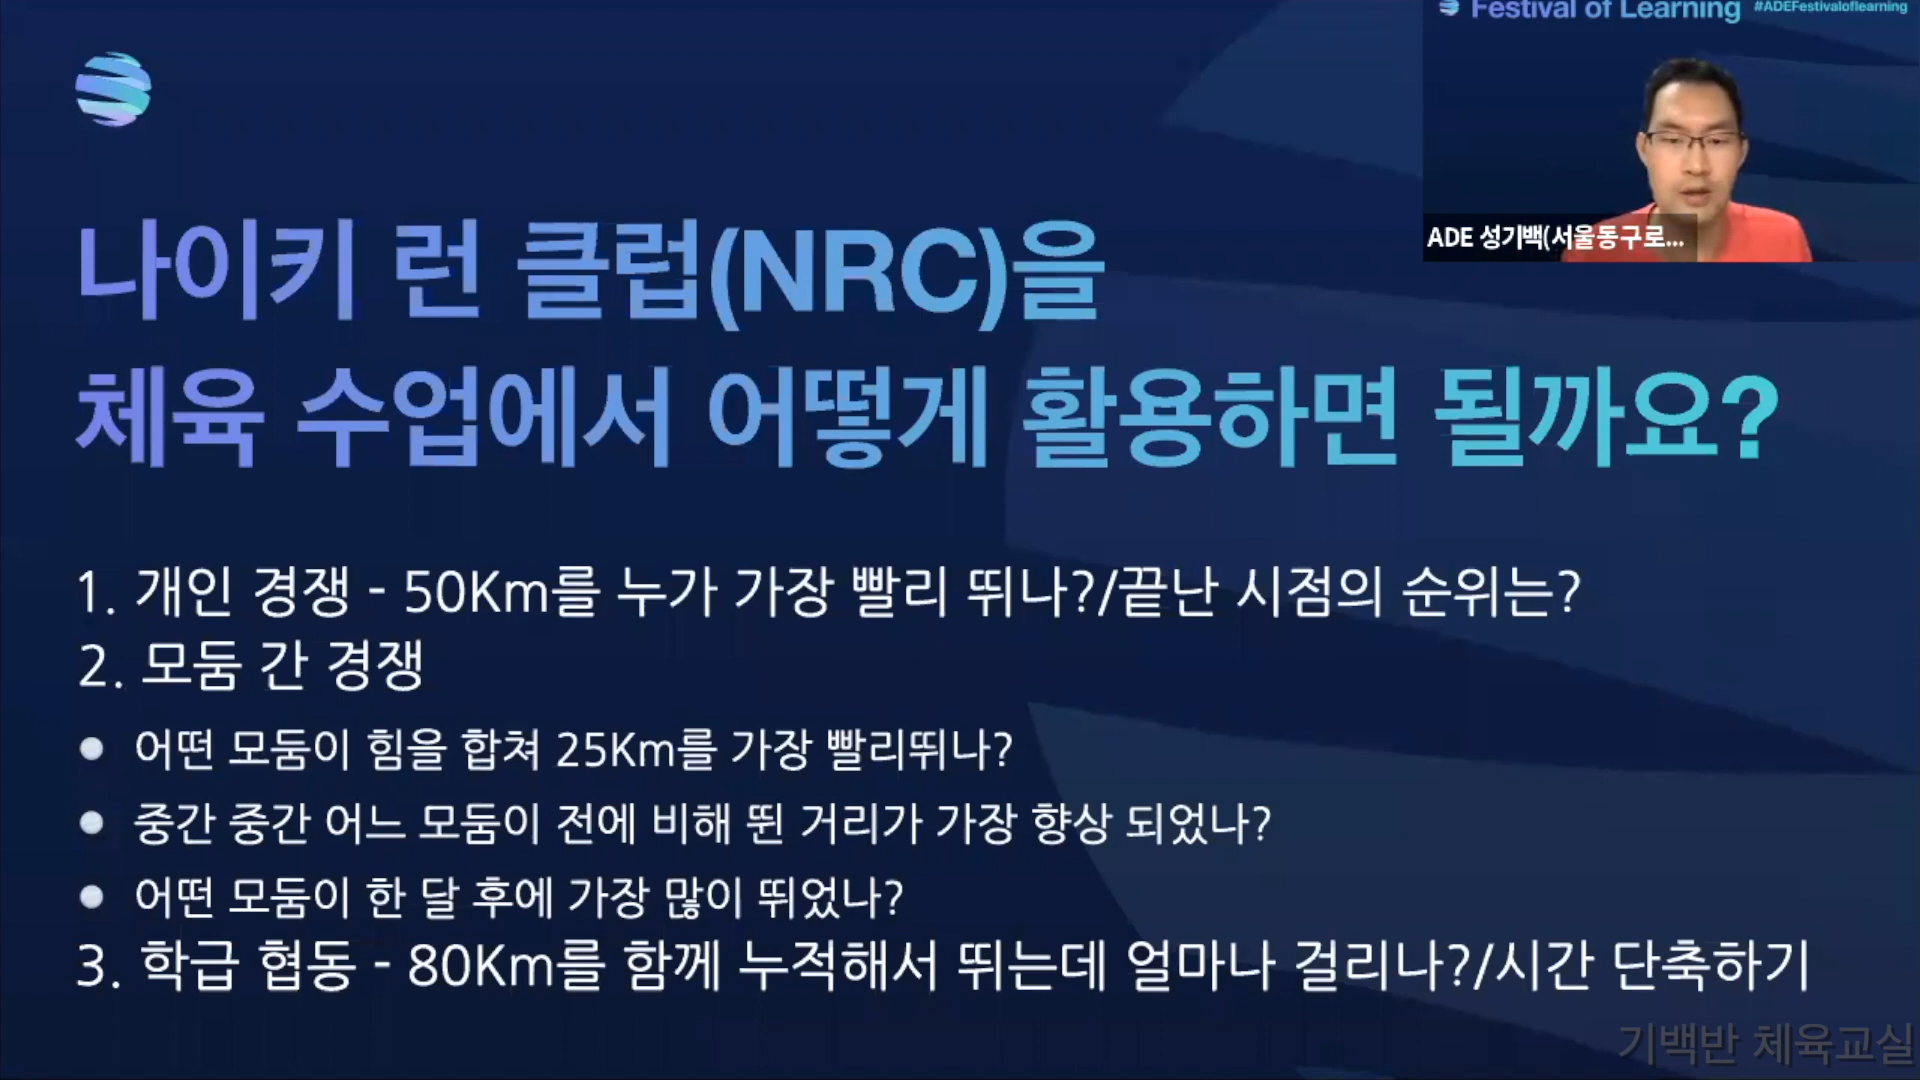 Festival of Learning #ADEFestivaloflearning
ADE 성기백(서울동구로...
나이키 런 클럽(NRC)을
체육 수업에서 어떻게 활용하면 될까요?
1. 개인 경쟁 - 50Km를 누가 가장 빨리 뛰나?/끝난 시점의 순위는?
2. 모둠 간 경쟁
● 어떤 모둠이 힘을 합쳐 25Km를 가장 빨리뛰나?
● 중간 중간 어느 모둠이 전에 비해 뛴 거리가 가장 향상 되었나?
● 어떤 모둠이 한 달 후에 가장 많이 뛰었나?
3. 학급 협동 - 80Km를 함께 누적해서 뛰는데 얼마나 걸리나?/시간 단축하기
기백반 체육교실